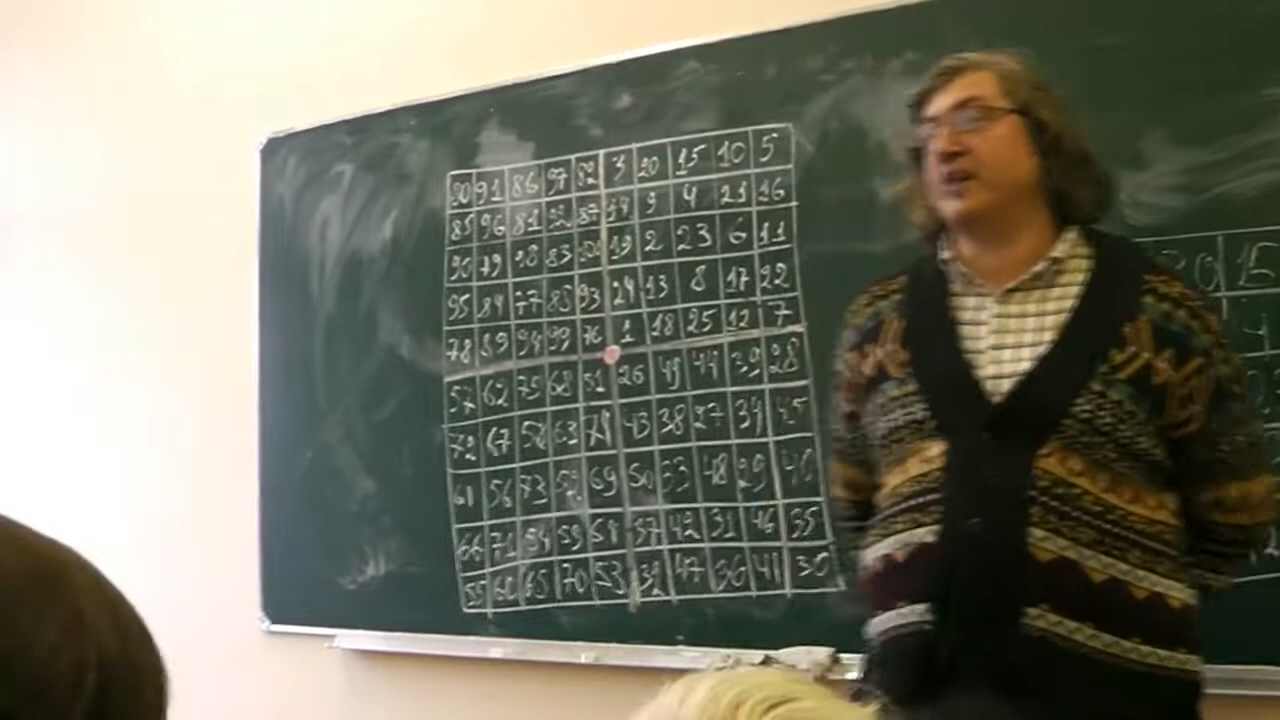 80 91 86 97 82 3 20 15 10 5
85 96 81 92 87 14 9 4 21 16
90 79 98 83 100 19 2 23 6 11
95 84 77 88 93 24 13 8 17 22
78 89 94 99 76 1 18 25 12 7
57 62 75 68 51 26 49 44 39 28
72 67 58 63 74 43 38 27 34 45
61 56 73 52 69 50 33 48 29 40
66 71 54 59 64 37 42 31 46 35
55 60 65 70 53 32 47 36 41 30
20 15
4